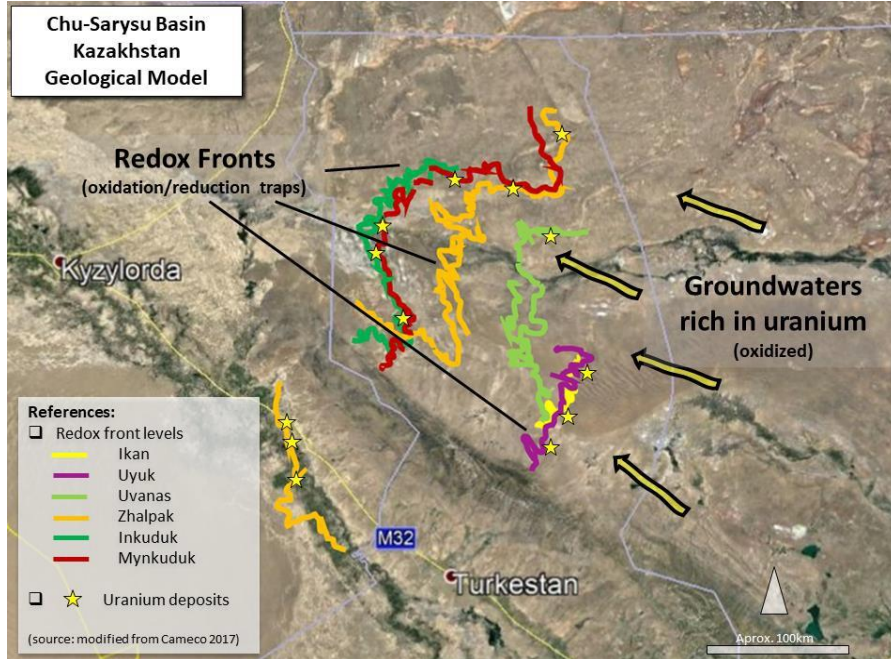 Chu-Sarysu Basin
Kazakhstan
Geological Model
Redox Fronts
(oxidation/reduction traps)
Kyzylorda
Groundwaters
rich in uranium
(oxidized)
References:
Redox front levels
Ikan
Uyuk
Uvanas
Zhalpak
Inkuduk
Mynkuduk
Uranium deposits
(source: modified from Cameco 2017)
M32
Turkestan
Aprox. 100km